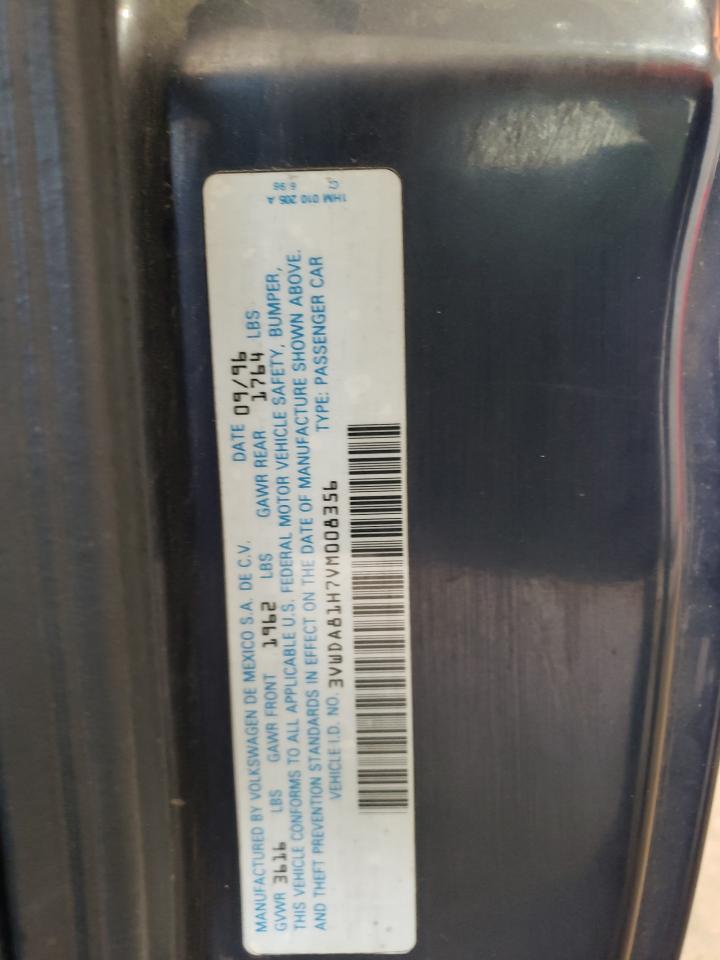 MANUFACTURED BY VOLKSWAGEN DE MEXICO S.A. DE C.V. DATE 09/96
GVWR 3616 LBS GAWR FRONT 1962 LBS GAWR REAR 1764 LBS
THIS VEHICLE CONFORMS TO ALL APPLICABLE U.S. FEDERAL MOTOR VEHICLE SAFETY, BUMPER,
AND THEFT PREVENTION STANDARDS IN EFFECT ON THE DATE OF MANUFACTURE SHOWN ABOVE.
VEHICLE I.D. NO. 3VWDA81H7VM008356 TYPE: PASSENGER CAR
1HM 010 205 A
6.96